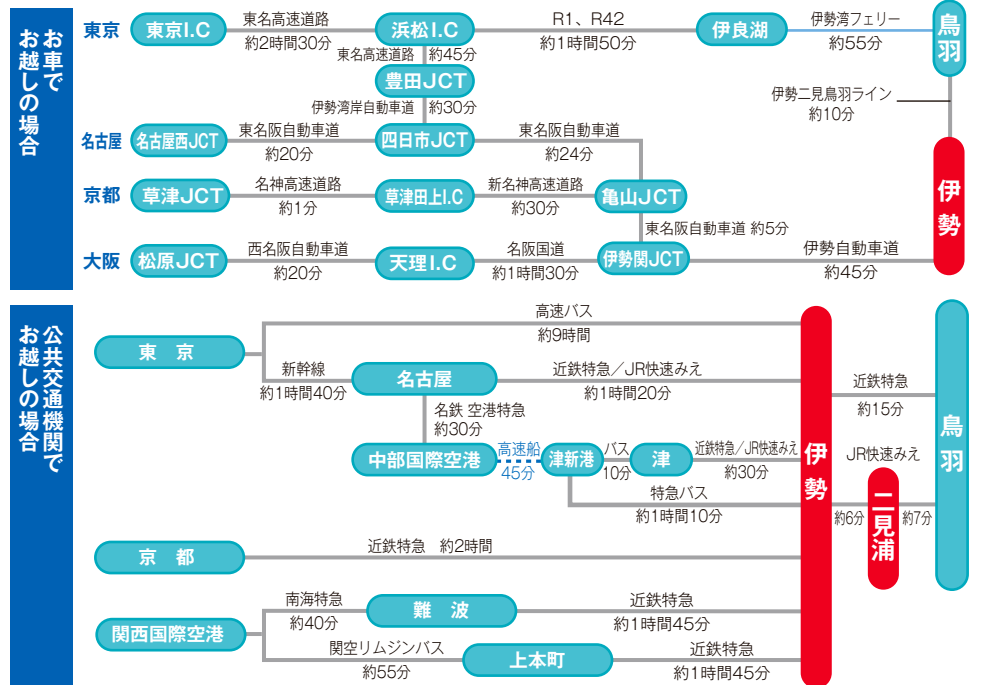 お車で
お越しの場合
東京
東京I.C
東名高速道路
約2時間30分
浜松I.C
R1、R42
約1時間50分
伊良湖
伊勢湾フェリー
約55分
鳥羽
東名高速道路
約45分
豊田JCT
伊勢湾岸自動車道
約30分
伊勢二見鳥羽ライン
約10分
名古屋
名古屋西JCT
東名阪自動車道
約20分
四日市JCT
東名阪自動車道
約24分
京都
草津JCT
名神高速道路
約1分
草津田上I.C
新名神高速道路
約30分
亀山JCT
東名阪自動車道 約5分
伊勢
大阪
松原JCT
西名阪自動車道
約20分
天理I.C
名阪国道
約1時間30分
伊勢関JCT
伊勢自動車道
約45分
公共交通機関で
お越しの場合
東 京
高速バス
約9時間
新幹線
約1時間40分
名古屋
近鉄特急／JR快速みえ
約1時間20分
名鉄 空港特急
約30分
中部国際空港
高速船
45分
津新港
バス
10分
津
近鉄特急/JR快速みえ
約30分
特急バス
約1時間10分
伊勢
近鉄特急
約15分
JR快速みえ
約6分
二見浦
約7分
鳥羽
京 都
近鉄特急 約2時間
関西国際空港
南海特急
約40分
難 波
近鉄特急
約1時間45分
関空リムジンバス
約55分
上本町
近鉄特急
約1時間45分